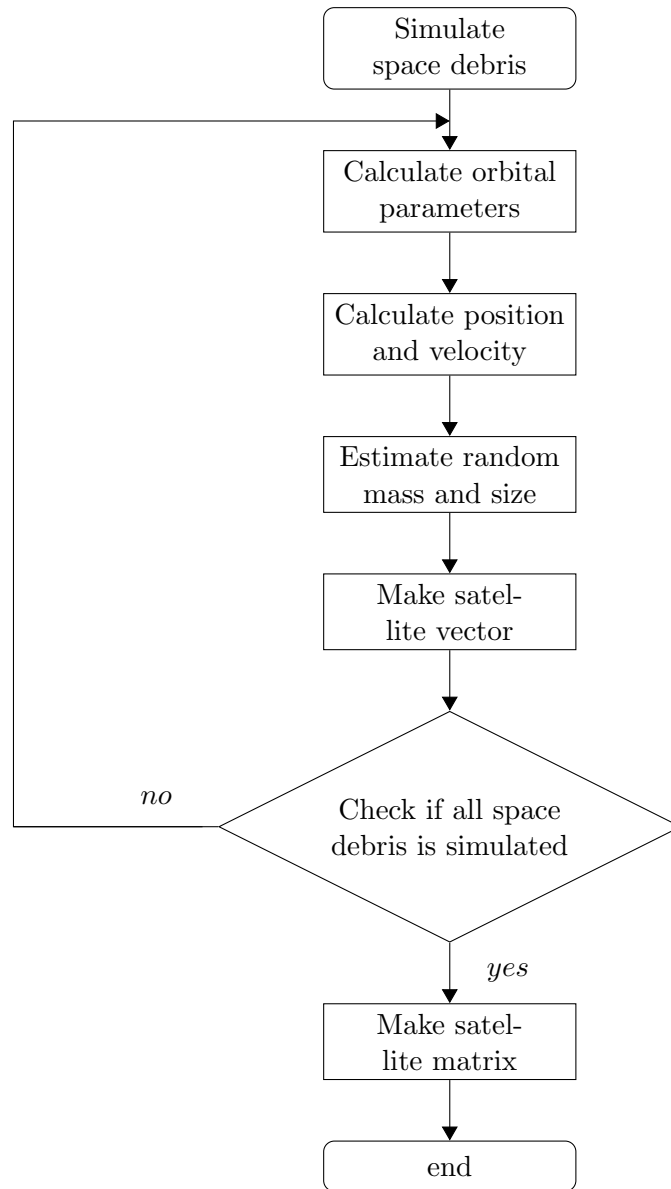 Simulate
space debris
Calculate orbital
parameters
Calculate position
and velocity
Estimate random
mass and size
Make satel-
lite vector
no
Check if all space
debris is simulated
yes
Make satel-
lite matrix
end